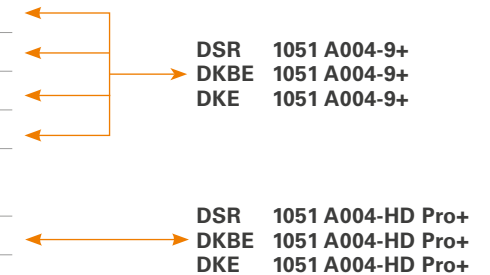 DSR 1051 A004-9+
DKBE 1051 A004-9+
DKE 1051 A004-9+
DSR 1051 A004-HD Pro+
DKBE 1051 A004-HD Pro+
DKE 1051 A004-HD Pro+